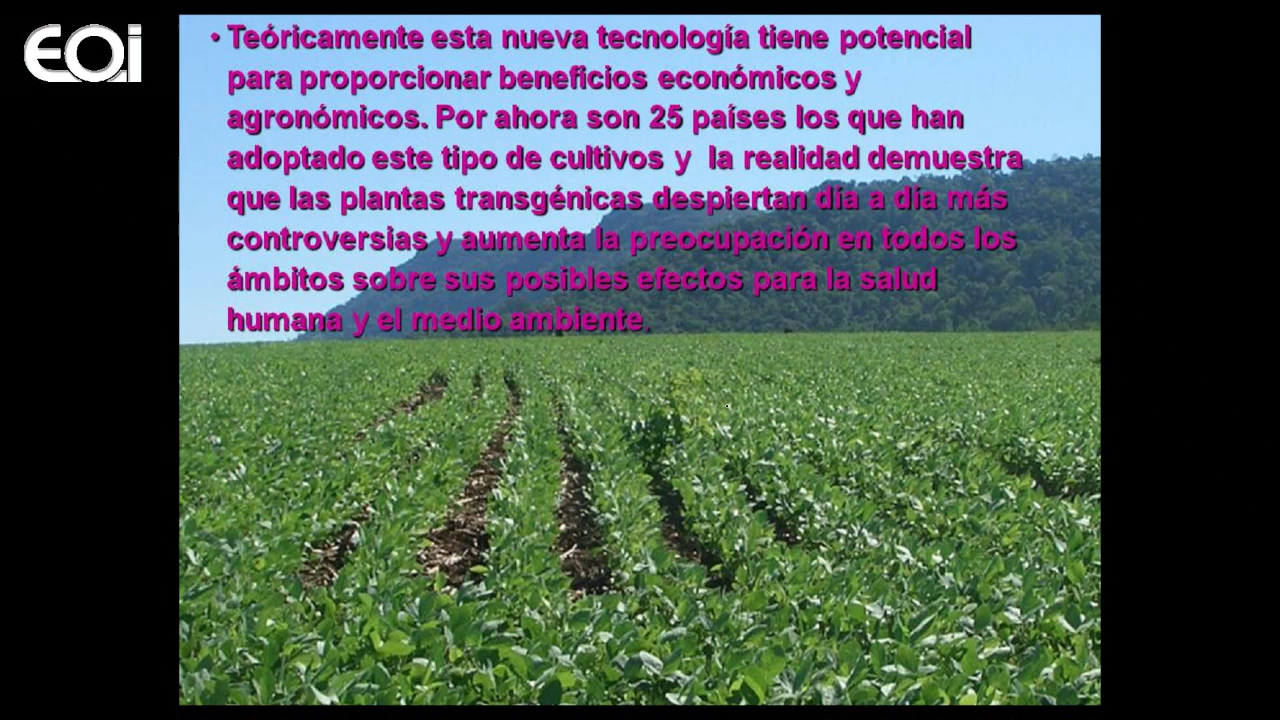 EOi
• Teóricamente esta nueva tecnología tiene potencial
para proporcionar beneficios económicos y
agronómicos. Por ahora son 25 países los que han
adoptado este tipo de cultivos y la realidad demuestra
que las plantas transgénicas despiertan día a día más
controversias y aumenta la preocupación en todos los
ámbitos sobre sus posibles efectos para la salud
humana y el medio ambiente.